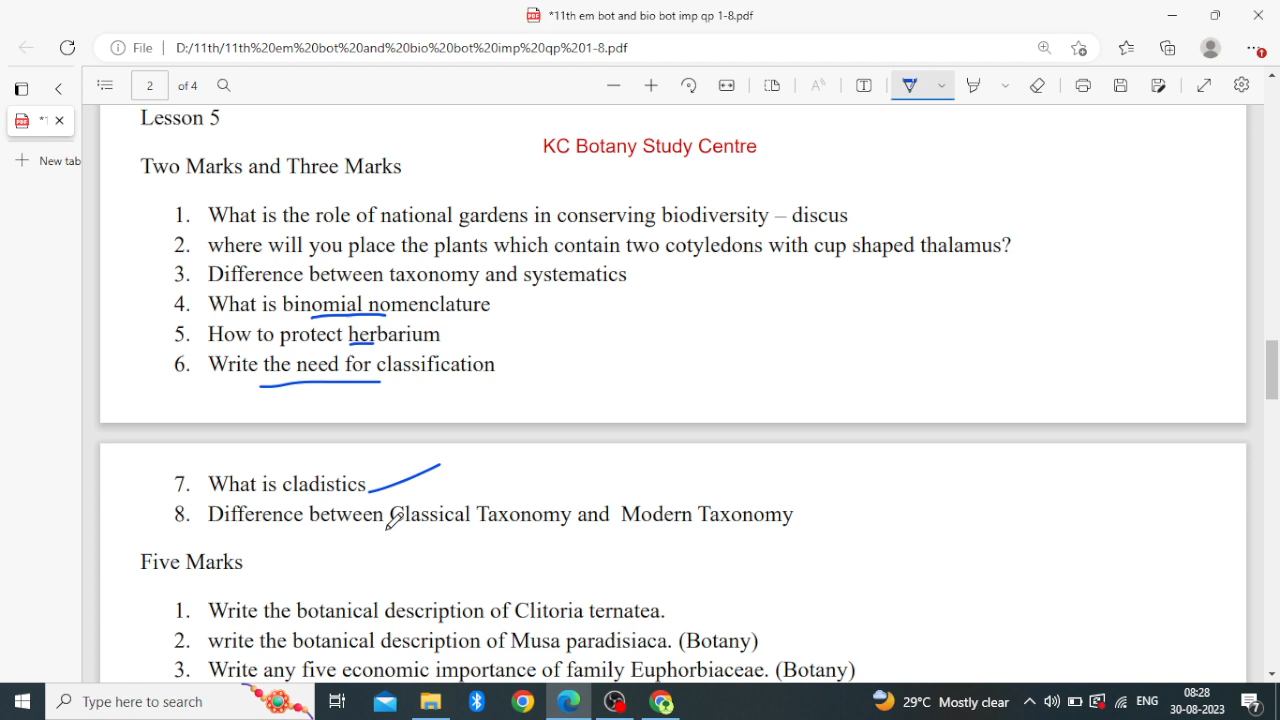 *11th em bot and bio bot imp qp 1-8.pdf
File | D:/11th/11th%20em%20bot%20and%20bio%20bot%20imp%20qp%201-8.pdf
2 of 4
New tab
Lesson 5
KC Botany Study Centre
Two Marks and Three Marks
1. What is the role of national gardens in conserving biodiversity – discus
2. where will you place the plants which contain two cotyledons with cup shaped thalamus?
3. Difference between taxonomy and systematics
4. What is binomial nomenclature
5. How to protect herbarium
6. Write the need for classification
7. What is cladistics
8. Difference between Classical Taxonomy and Modern Taxonomy
Five Marks
1. Write the botanical description of Clitoria ternatea.
2. write the botanical description of Musa paradisiaca. (Botany)
3. Write any five economic importance of family Euphorbiaceae. (Botany)
Type here to search
29°C Mostly clear
ENG
08:28
30-08-2023
7